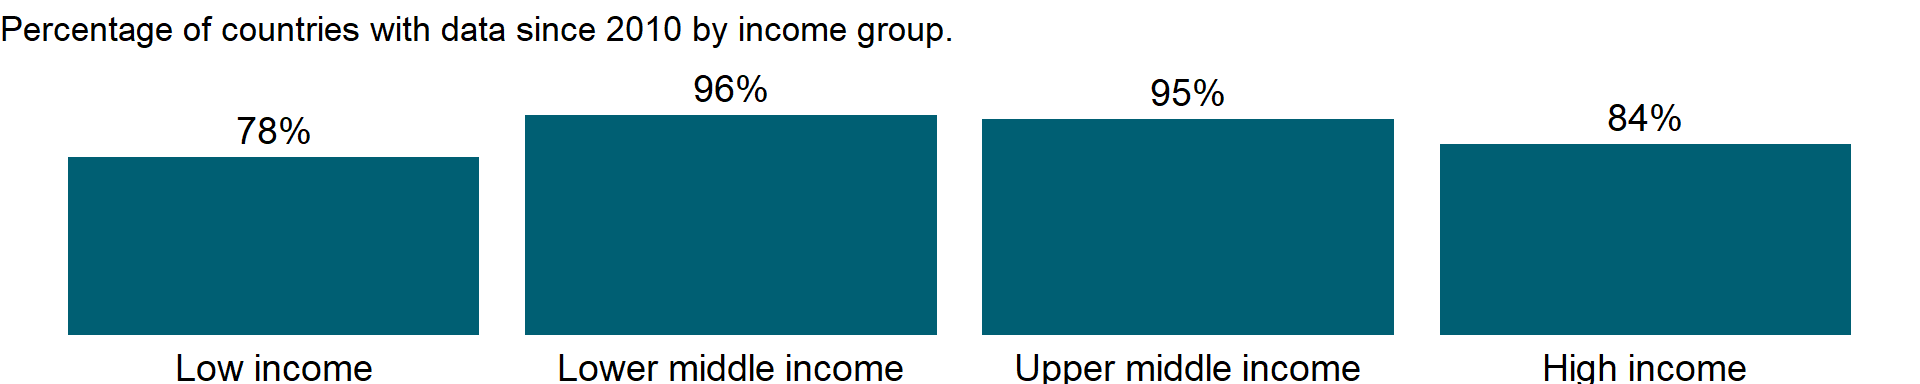 Percentage of countries with data since 2010 by income group.
78%
96%
95%
84%
Low income
Lower middle income
Upper middle income
High income